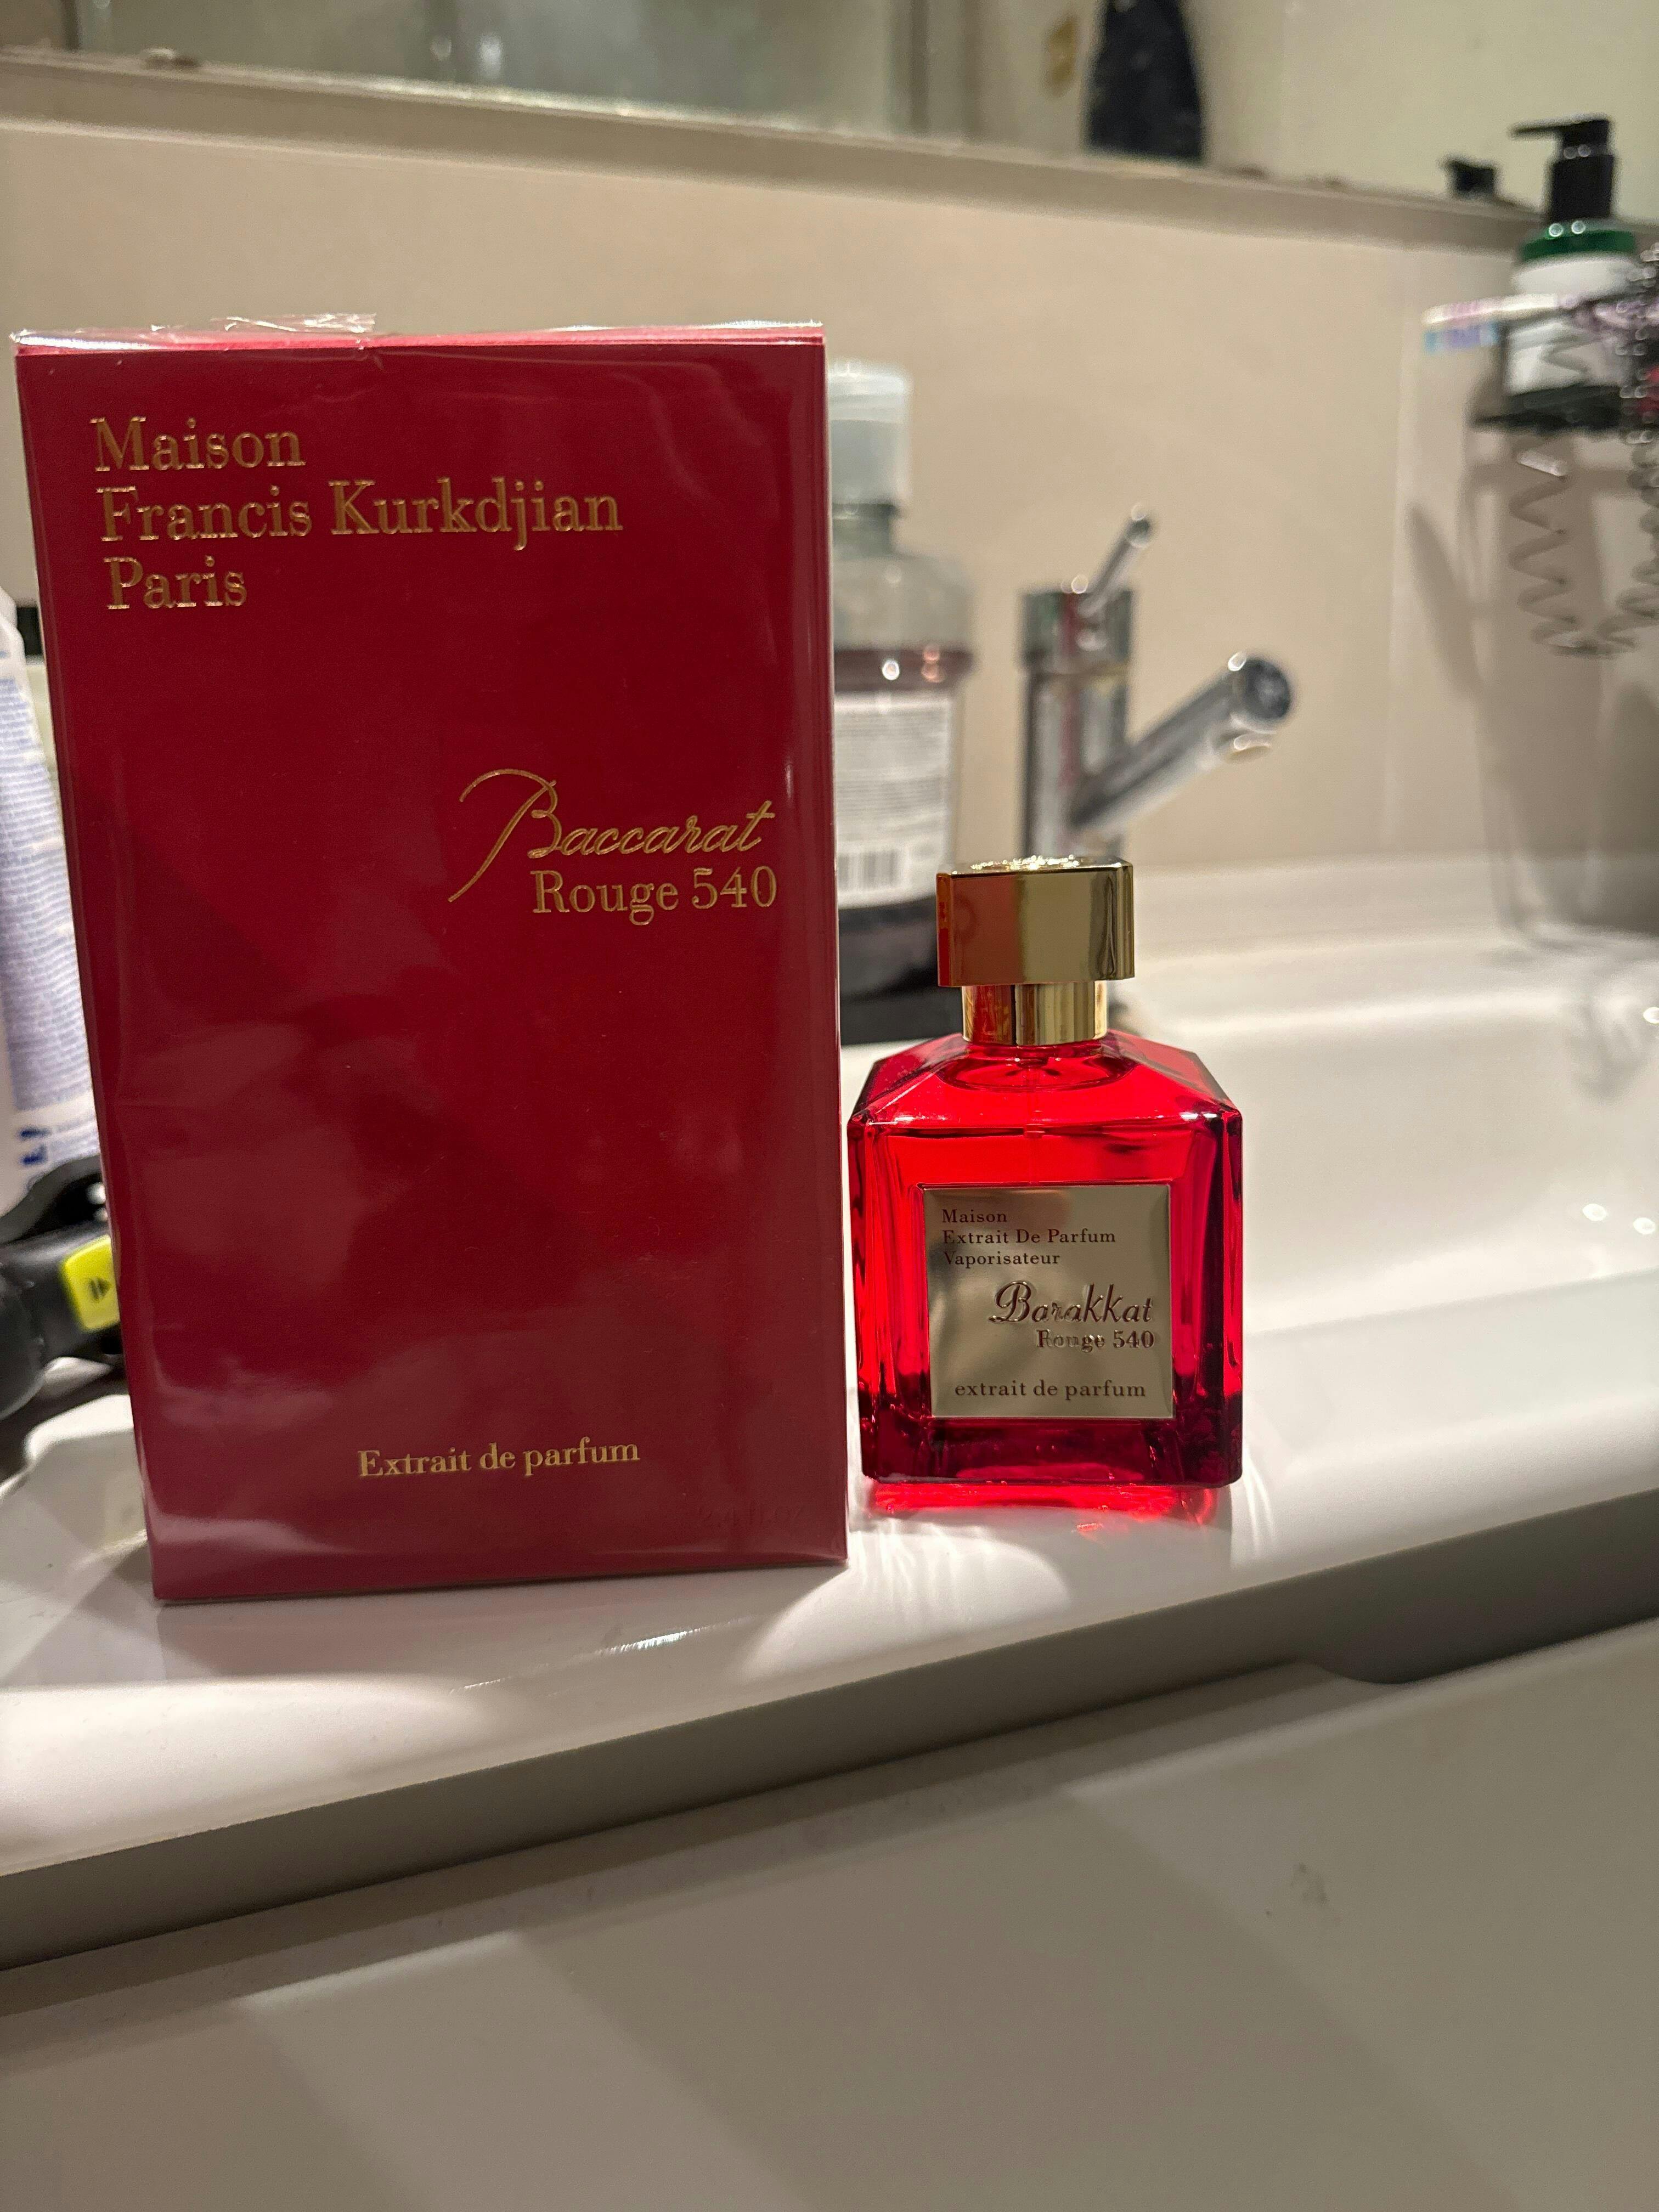 Maison
Francis Kurkdjian
Paris
Baccarat
Rouge 540
Extrait de parfum
Maison
Extrait De Parfum
Vaporisateur
Barakkat
Rouge 540
extrait de parfum